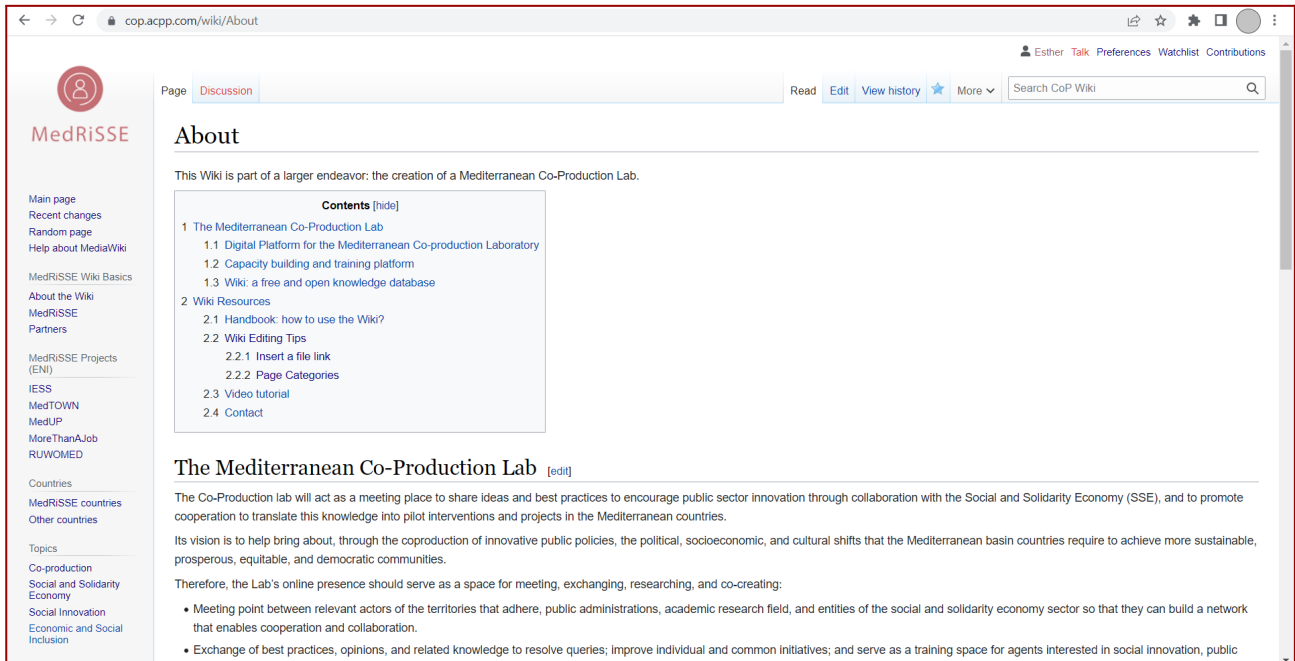 cop.acpp.com/wiki/About
Esther Talk Preferences Watchlist Contributions
MedRiSSE
Page Discussion
Read Edit View history More Search CoP Wiki
About
This Wiki is part of a larger endeavor: the creation of a Mediterranean Co-Production Lab.
Contents [hide]
1 The Mediterranean Co-Production Lab
1.1 Digital Platform for the Mediterranean Co-production Laboratory
1.2 Capacity building and training platform
1.3 Wiki: a free and open knowledge database
2 Wiki Resources
2.1 Handbook: how to use the Wiki?
2.2 Wiki Editing Tips
2.2.1 Insert a file link
2.2.2 Page Categories
2.3 Video tutorial
2.4 Contact
Main page
Recent changes
Random page
Help about MediaWiki
MedRiSSE Wiki Basics
About the Wiki
MedRiSSE
Partners
MedRiSSE Projects
(ENI)
IESS
MedTOWN
MedUP
MoreThanAJob
RUWOMED
Countries
MedRiSSE countries
Other countries
Topics
Co-production
Social and Solidarity
Economy
Social Innovation
Economic and Social
Inclusion
The Mediterranean Co-Production Lab [edit]
The Co-Production lab will act as a meeting place to share ideas and best practices to encourage public sector innovation through collaboration with the Social and Solidarity Economy (SSE), and to promote
cooperation to translate this knowledge into pilot interventions and projects in the Mediterranean countries.
Its vision is to help bring about, through the coproduction of innovative public policies, the political, socioeconomic, and cultural shifts that the Mediterranean basin countries require to achieve more sustainable,
prosperous, equitable, and democratic communities.
Therefore, the Lab's online presence should serve as a space for meeting, exchanging, researching, and co-creating:
• Meeting point between relevant actors of the territories that adhere, public administrations, academic research field, and entities of the social and solidarity economy sector so that they can build a network
that enables cooperation and collaboration.
• Exchange of best practices, opinions, and related knowledge to resolve queries; improve individual and common initiatives; and serve as a training space for agents interested in social innovation, public